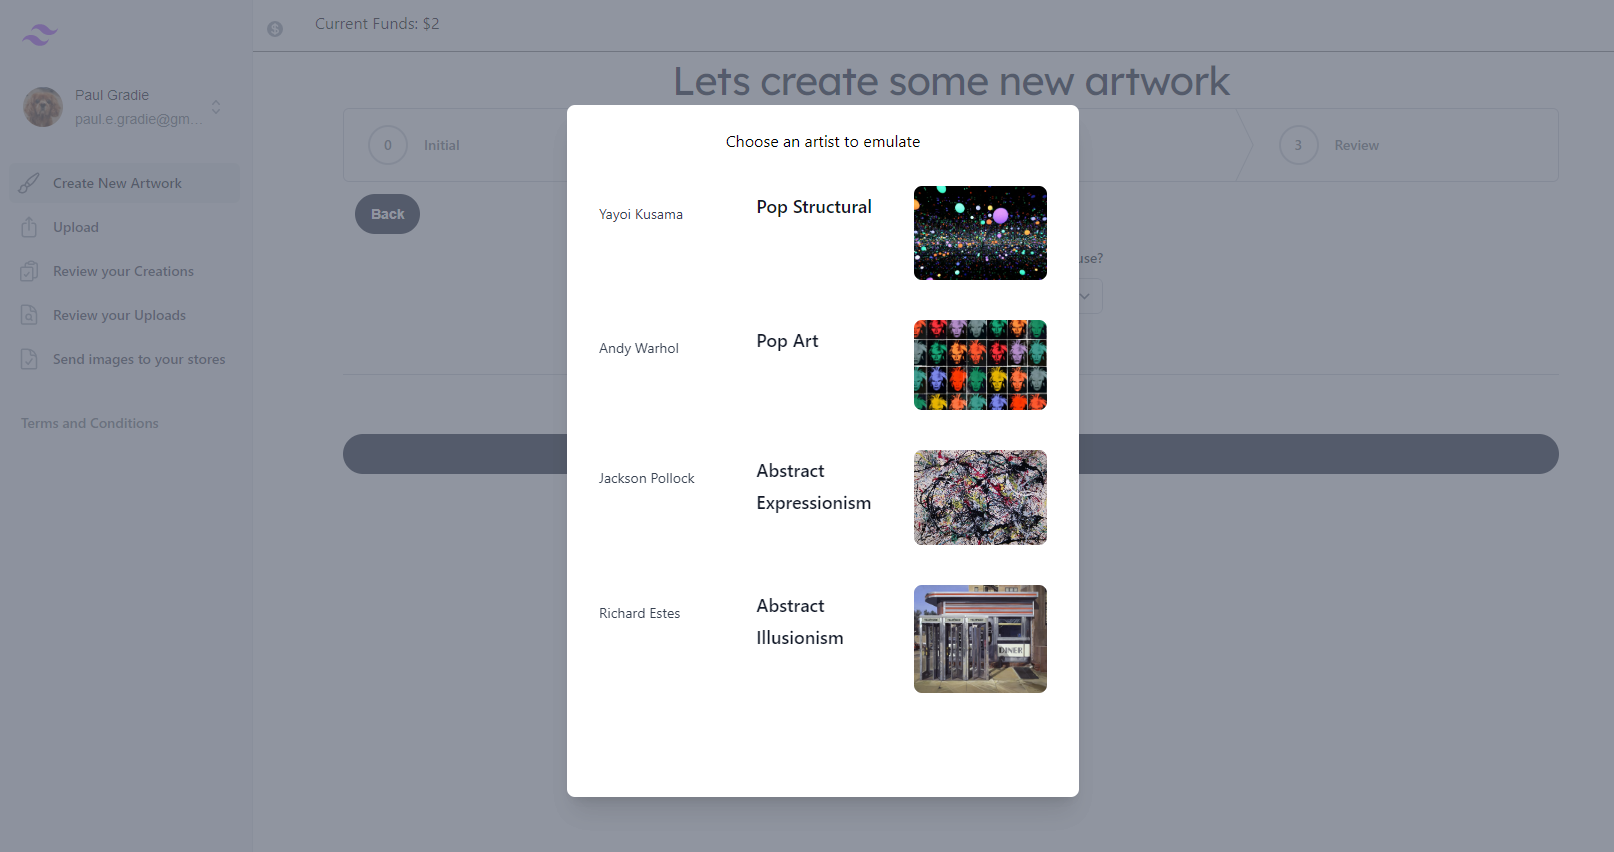 Current Funds: $2
Lets create some new artwork
Paul Gradie
paul.e.gradie@gm...
Create New Artwork
Upload
Review your Creations
Review your Uploads
Send images to your stores
Terms and Conditions
0
Initial
3
Review
Back
use?
Choose an artist to emulate
Yayoi Kusama
Pop Structural
Andy Warhol
Pop Art
Jackson Pollock
Abstract
Expressionism
Richard Estes
Abstract
Illusionism
DINER